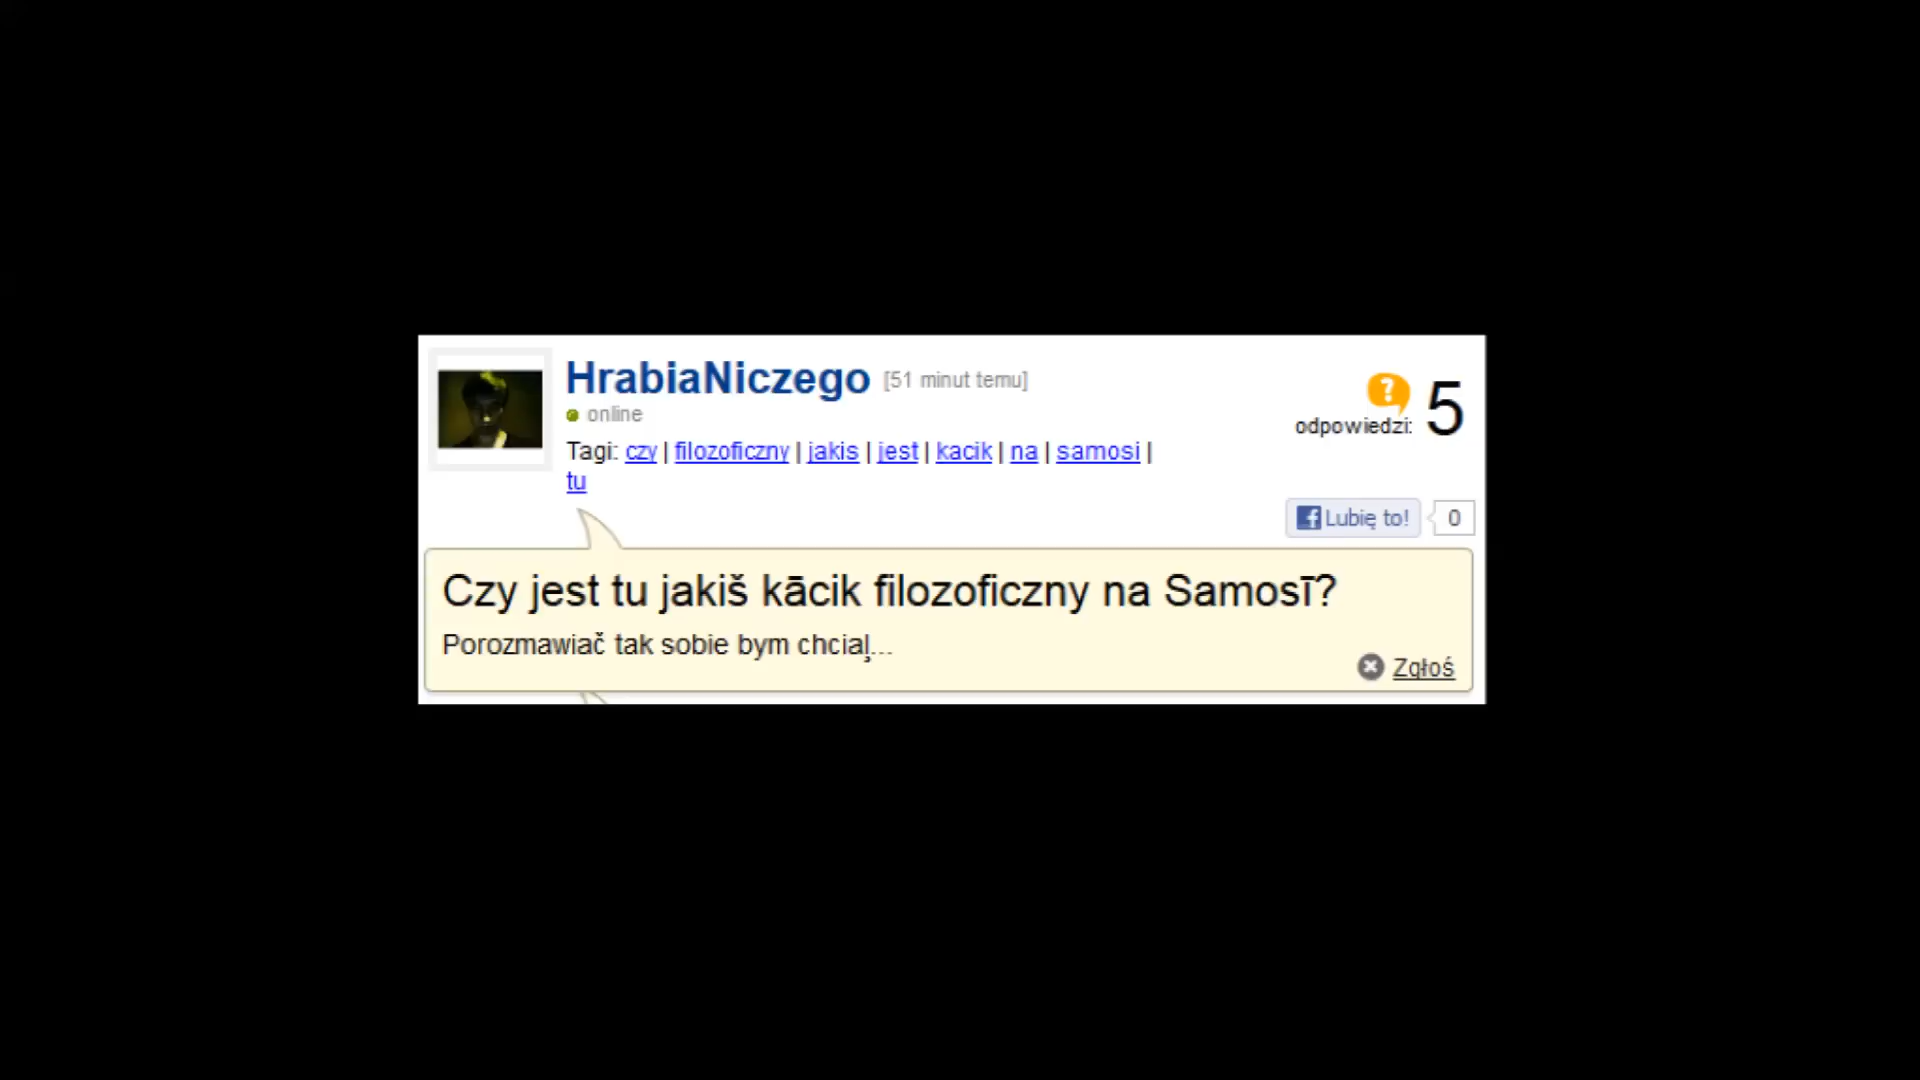 HrabiaNiczego [51 minut temu]
online
Tagi: czy | filozoficzny | jakis | jest | kacik | na | samosi |
tu
?
odpowiedzi: 5
Lubię to! 0
Czy jest tu jakiš kācik filozoficzny na Samosī?
Porozmawiač tak sobie bym chciaļ...
Zgłoś